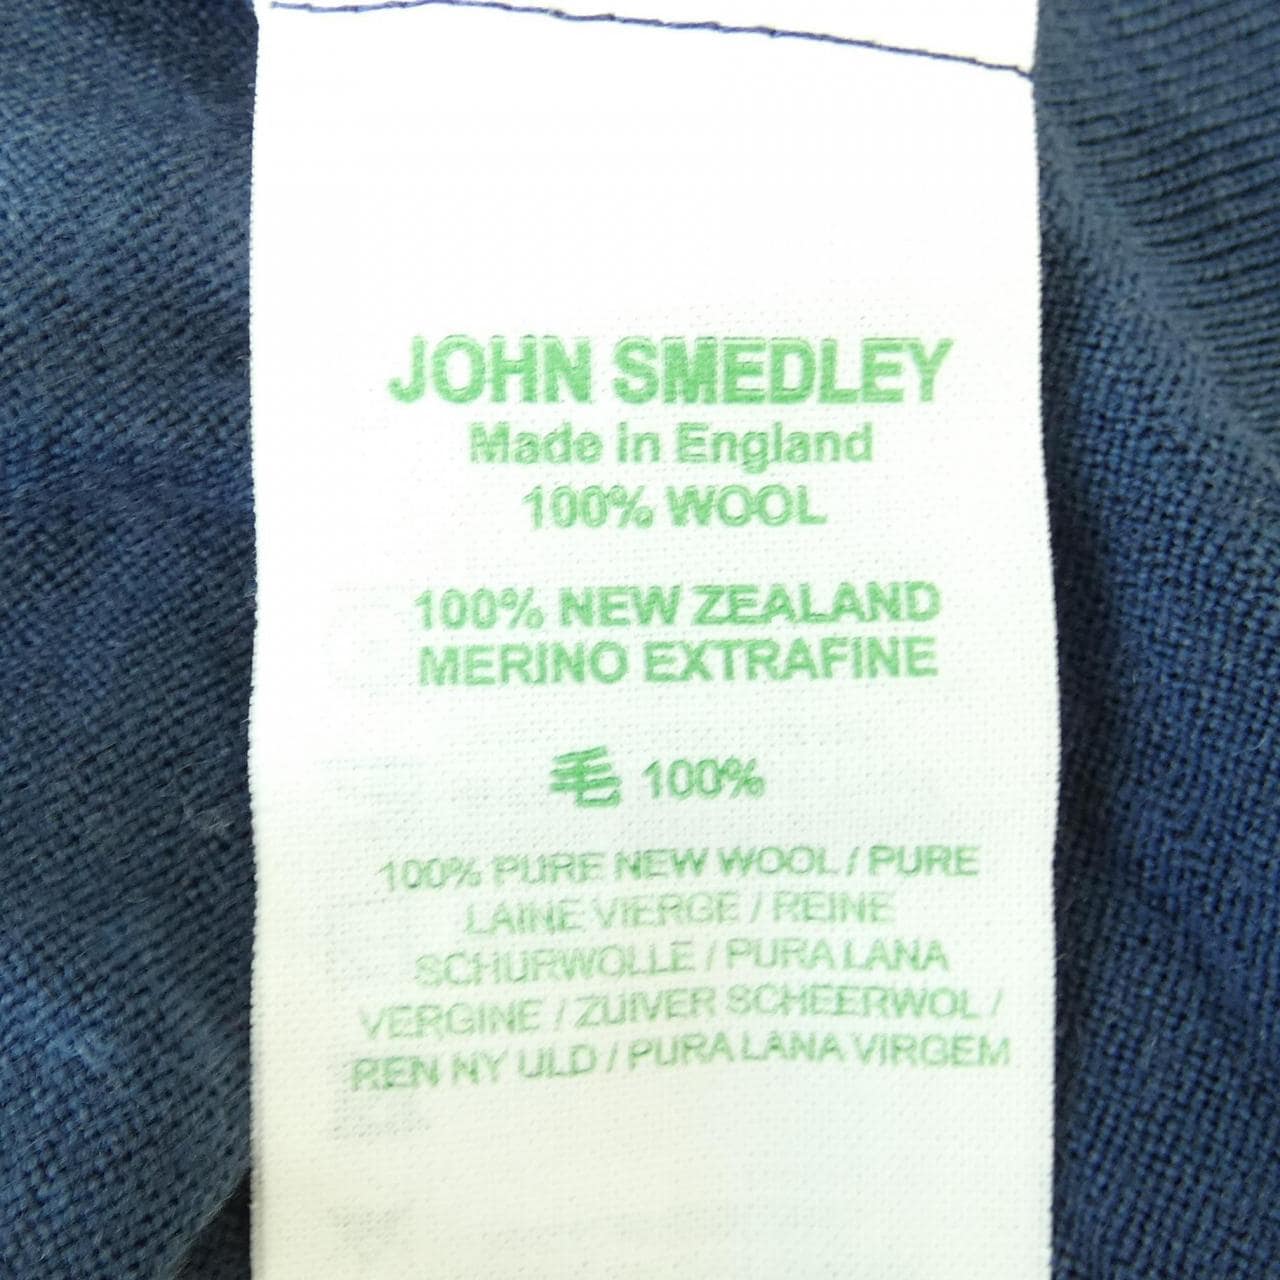 JOHN SMEDLEY
Made in England
100% WOOL
100% NEW ZEALAND
MERINO EXTRAFINE
毛 100%
100% PURE NEW WOOL / PURE
LAINE VIERGE / REINE
SCHURWOLLE / PURA LANA
VERGINE / ZUIVER SCHEERWOL /
REN NY ULD / PURA LANA VIRGEM